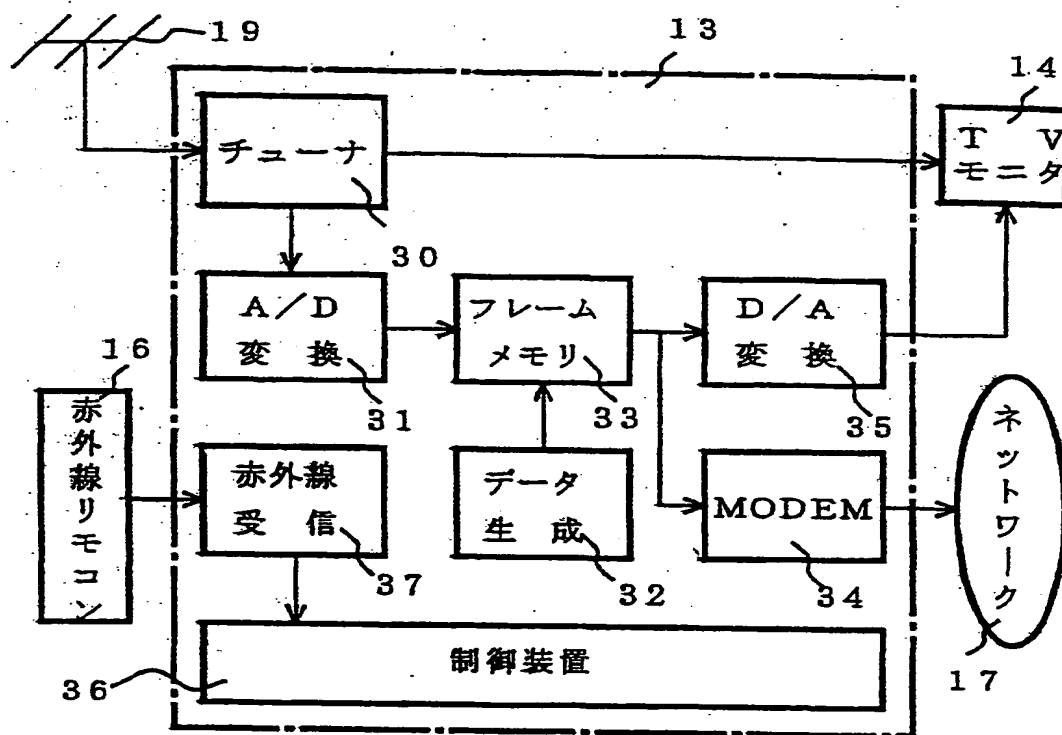 19
13
14
チューナ
30
T V
モニタ
A/D
変換
31
フレーム
メモリ
33
D/A
変換
35
16
赤外線リモコン
赤外線
受信
37
データ
生成
32
MODEM
34
ネットワーク
17
制御装置
36